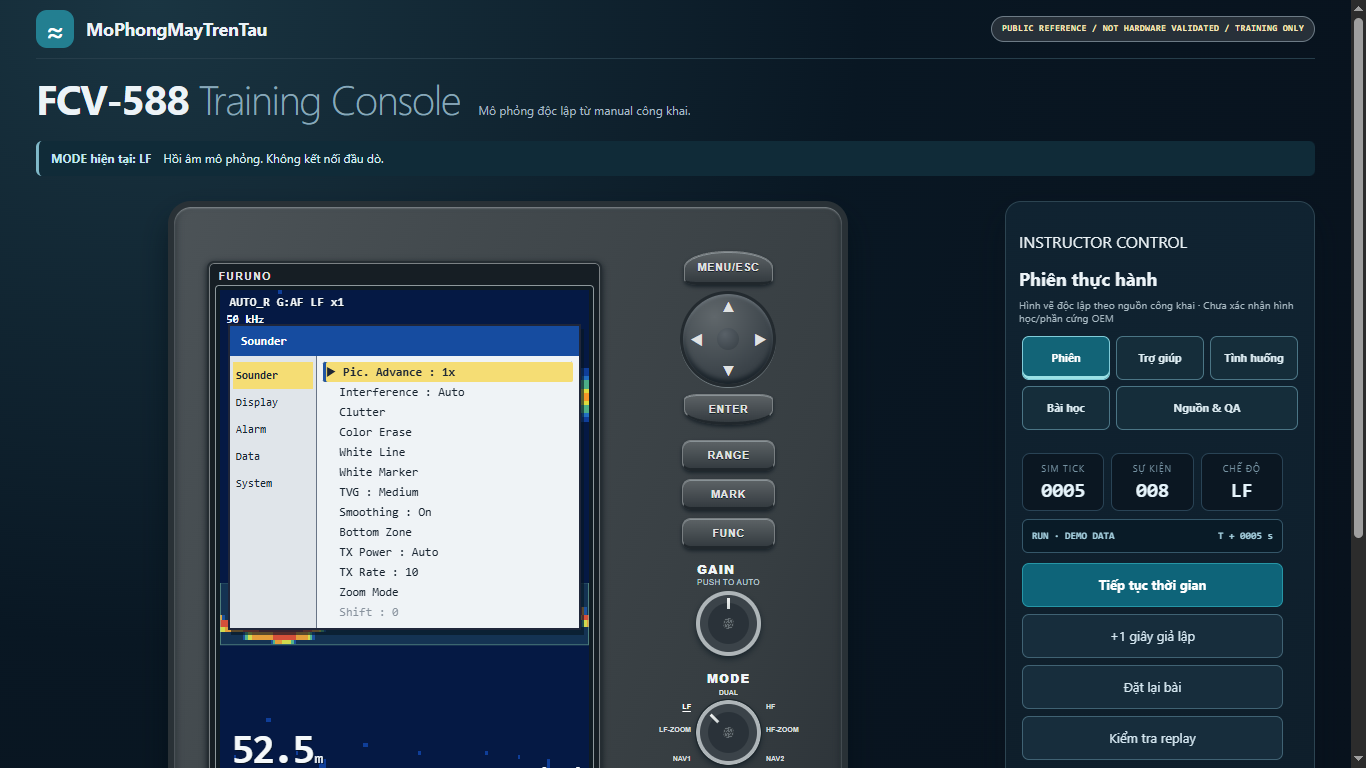 ≈ MoPhongMayTrenTau
PUBLIC REFERENCE / NOT HARDWARE VALIDATED / TRAINING ONLY
FCV-588 Training Console Mô phỏng độc lập từ manual công khai.
MODE hiện tại: LF Hồi âm mô phỏng. Không kết nối đầu dò.
FURUNO
AUTO_R G:AF LF x1
50 kHz
Sounder
Sounder
Display
Alarm
Data
System
▶ Pic. Advance : 1x
Interference : Auto
Clutter
Color Erase
White Line
White Marker
TVG : Medium
Smoothing : On
Bottom Zone
TX Power : Auto
TX Rate : 10
Zoom Mode
Shift : 0
52.5m
MENU/ESC
▲
◀ ▶
▼
ENTER
RANGE
MARK
FUNC
GAIN
PUSH TO AUTO
MODE
DUAL
LF HF
LF-ZOOM HF-ZOOM
NAV1 NAV2
INSTRUCTOR CONTROL
Phiên thực hành
Hình vẽ độc lập theo nguồn công khai · Chưa xác nhận hình
học/phần cứng OEM
Phiên Trợ giúp Tình huống
Bài học Nguồn & QA
SIM TICK SỰ KIỆN CHẾ ĐỘ
0005 008 LF
RUN · DEMO DATA T + 0005 s
Tiếp tục thời gian
+1 giây giả lập
Đặt lại bài
Kiểm tra replay